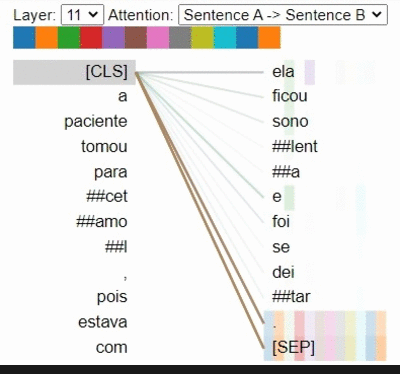 Layer: 11 Attention: Sentence A -> Sentence B
[CLS] ela
a ficou
paciente sono
tomou ##lent
para ##a
##cet e
##amo foi
##l se
, dei
pois ##tar
estava .
com [SEP]